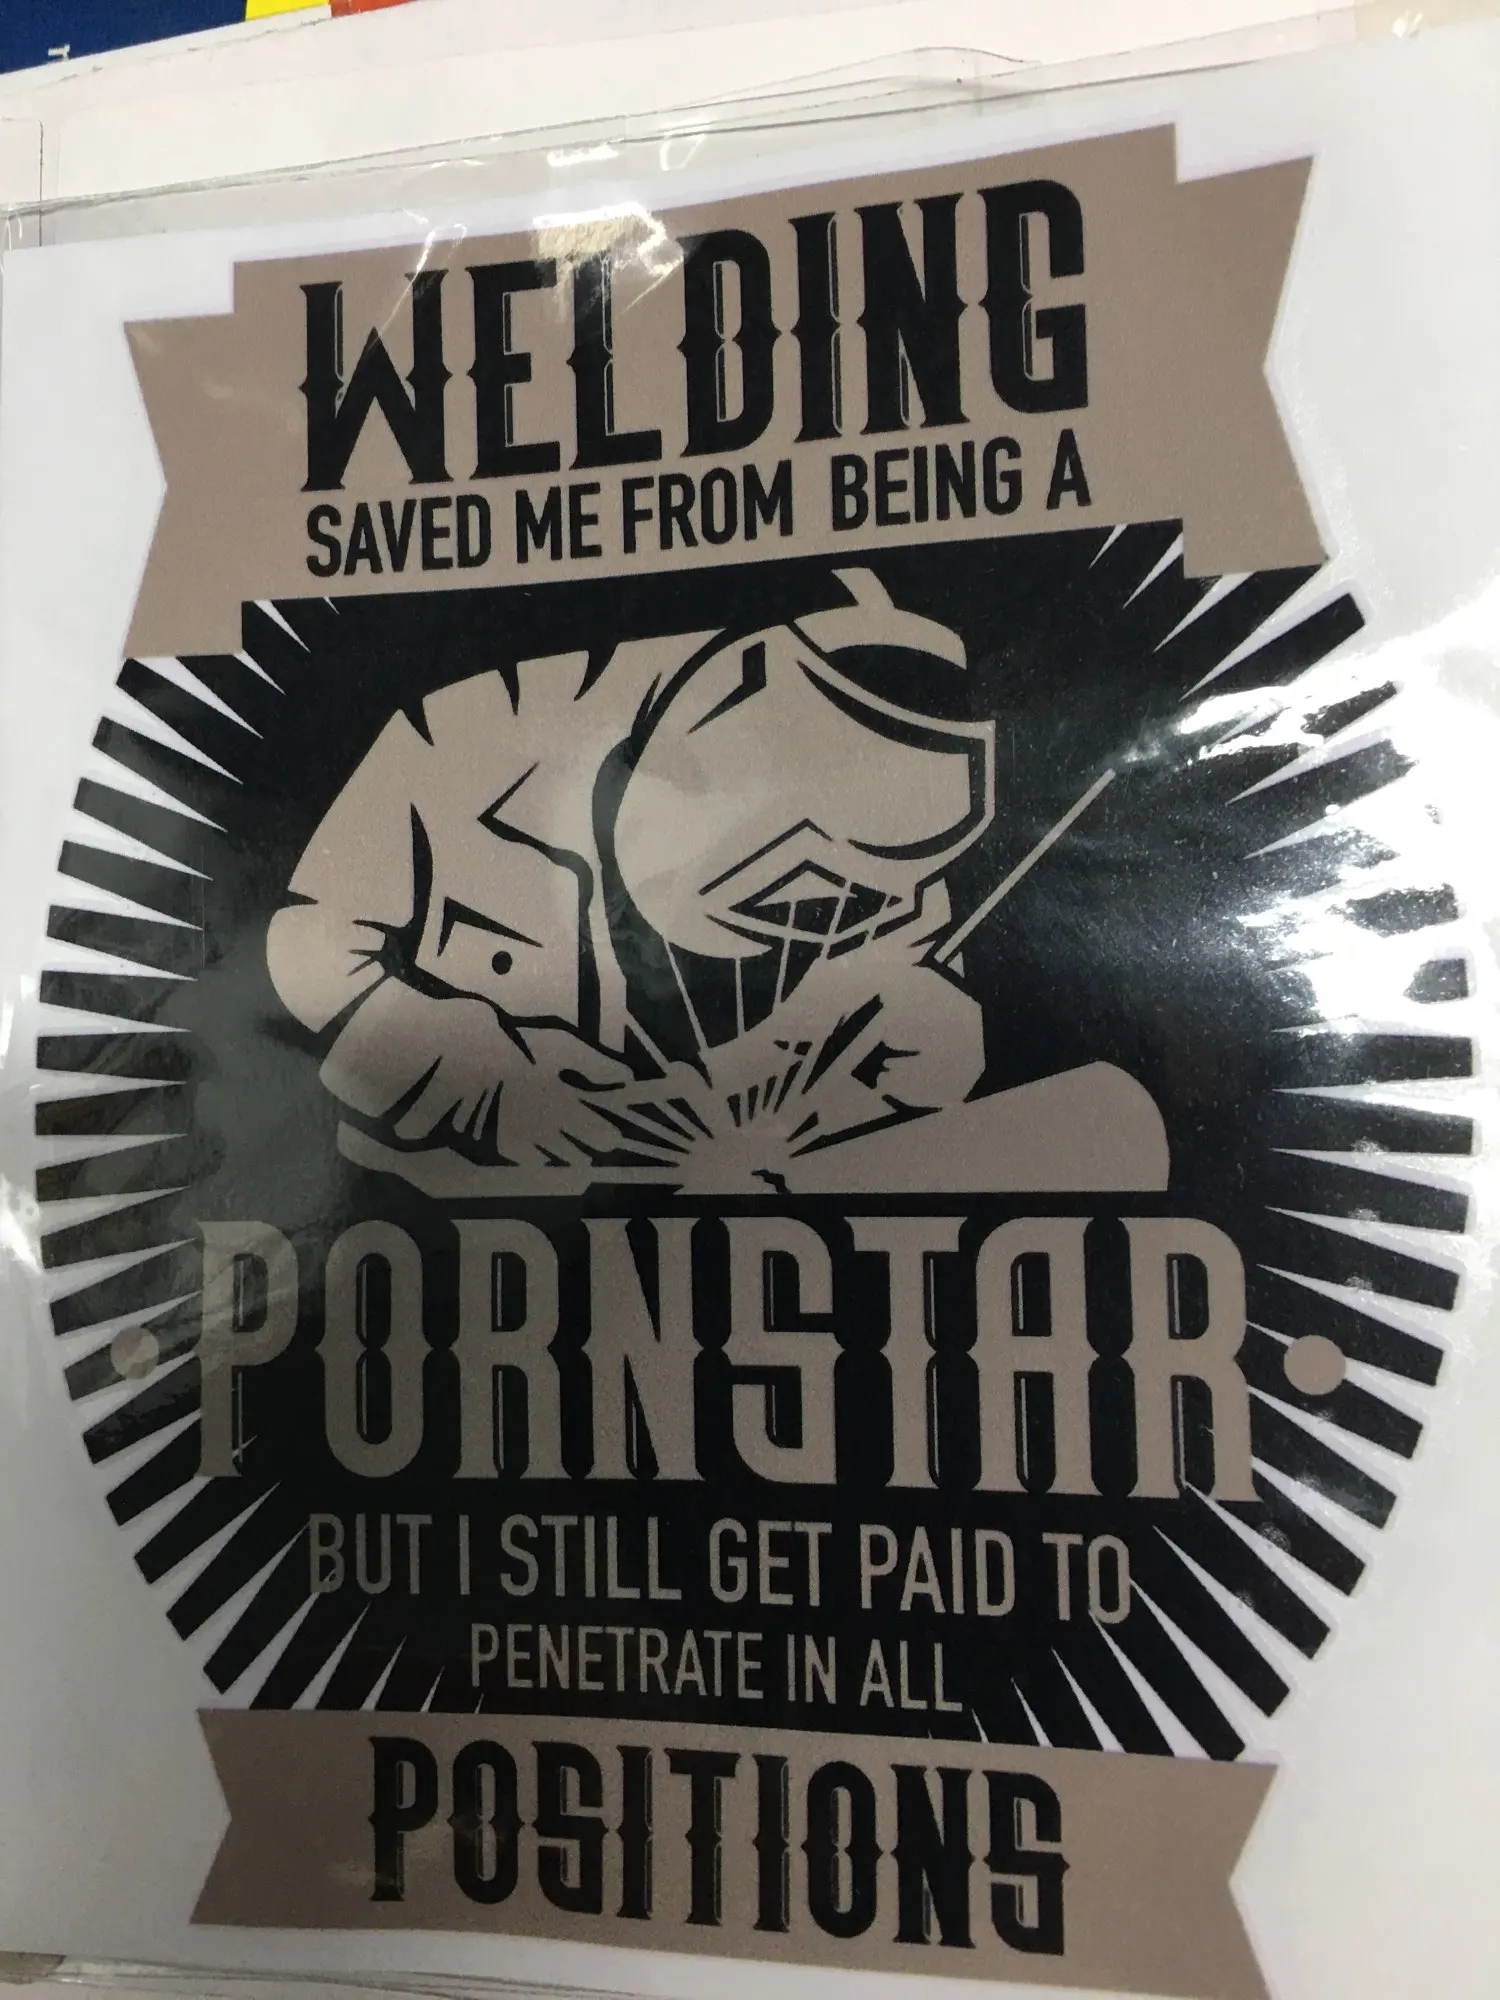 WELDING
SAVED ME FROM BEING A
PORNSTAR
BUT I STILL GET PAID TO
PENETRATE IN ALL
POSITIONS